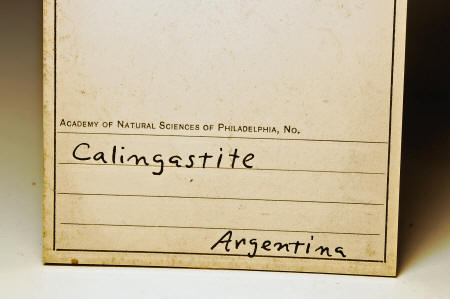 Academy of Natural Sciences of Philadelphia, No.
Calingastite
Argentina